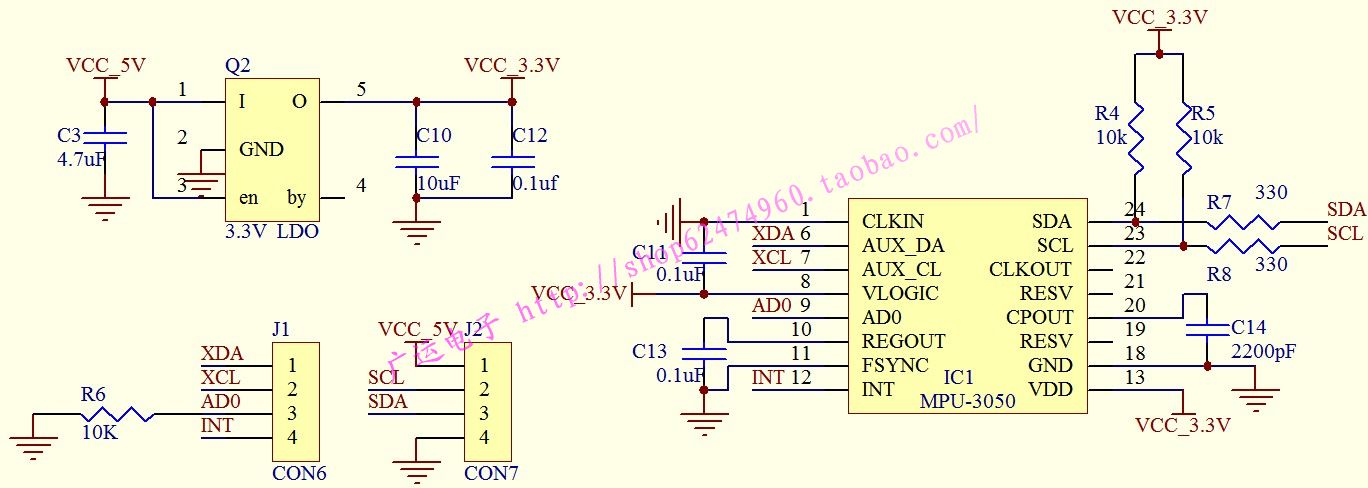 VCC_5V
Q2
VCC_3.3V
1
I
O
5
C3
4.7uF
2
GND
3
en
by
4
3.3V LDO
C10
10uF
C12
0.1uf
VCC_3.3V
R4
10k
R5
10k
1
CLKIN
SDA
24
XDA
6
AUX_DA
SCL
23
XCL
7
AUX_CL
CLKOUT
22
VCC_3.3V
8
VLOGIC
RESV
21
AD0
9
AD0
CPOUT
20
10
REGOUT
RESV
19
11
FSYNC
GND
18
INT
12
INT
VDD
13
IC1
MPU-3050
C11
0.1uF
C13
0.1uF
R7
330
SDA
SCL
R8
330
C14
2200pF
VCC_3.3V
J1
XDA
1
XCL
2
AD0
3
INT
4
R6
10K
CON6
VCC_5V
J2
1
SCL
2
SDA
3
4
CON7
广运电子 http://shop62474960.taobao.com/